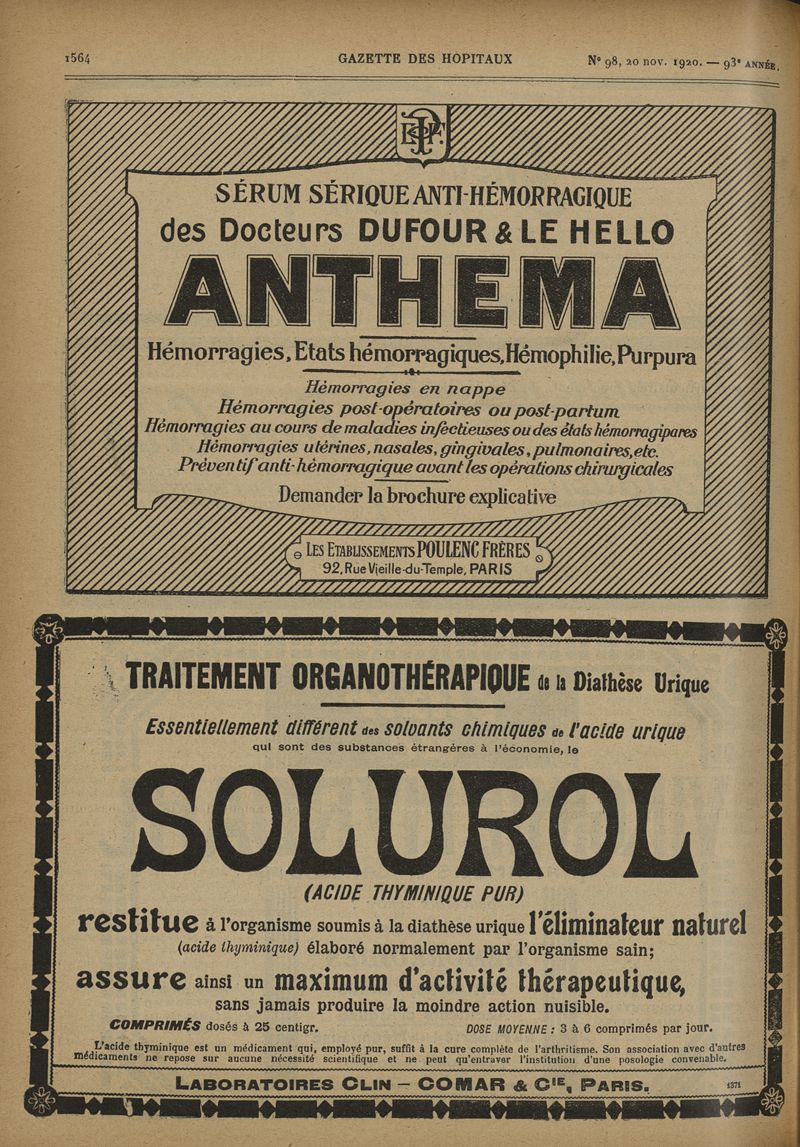 1564
GAZETTE DES HÔPITAUX
N° 98, 20 nov. 1920. — 93e ANNÉE.
E P F.
SÉRUM SÉRIQUE ANTI-HÉMORRAGIQUE
des Docteurs DUFOUR & LE HELLO
ANTHEMA
Hémorragies, Etats hémorragiques, Hémophilie, Purpura
Hémorragies en nappe
Hémorragies post-opératoires ou post-partum
Hémorragies au cours de maladies infectieuses ou des états hémorragipares
Hémorragies utérines, nasales, gingivales, pulmonaires, etc.
Préventif anti-hémorragique avant les opérations chirurgicales
Demander la brochure explicative
LES ETABLISSEMENTS POULENC FRÈRES
92, Rue Vieille-du-Temple, PARIS
TRAITEMENT ORGANOTHÉRAPIQUE de la Diathèse Urique
Essentiellement différent des solvants chimiques de l'acide urique
qui sont des substances étrangères à l'économie, le
SOLUROL
(ACIDE THYMINIQUE PUR)
restitue à l'organisme soumis à la diathèse urique l'éliminateur naturel
(acide thyminique) élaboré normalement par l'organisme sain;
assure ainsi un maximum d'activité thérapeutique,
sans jamais produire la moindre action nuisible.
COMPRIMÉS dosés à 25 centigr.
DOSE MOYENNE : 3 à 6 comprimés par jour.
L'acide thyminique est un médicament qui, employé pur, suffit à la cure complète de l'arthritisme. Son association avec d'autres
médicaments ne repose sur aucune nécessité scientifique et ne peut qu'entraver l'institution d'une posologie convenable.
LABORATOIRES CLIN — COMAR & CIE, PARIS.
1371